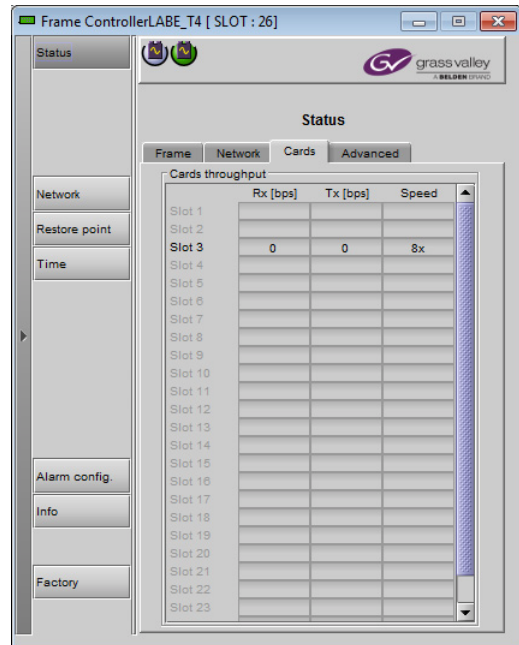 Frame ControllerLABE_T4 [ SLOT : 26]
Status
grass valley
A BELDEN BRAND
Status
Frame Network Cards Advanced
Cards throughput
Rx [bps] Tx [bps] Speed
Network
Restore point
Time
Alarm config.
Info
Factory
Slot 1
Slot 2
Slot 3 0 0 8x
Slot 4
Slot 5
Slot 6
Slot 7
Slot 8
Slot 9
Slot 10
Slot 11
Slot 12
Slot 13
Slot 14
Slot 15
Slot 16
Slot 17
Slot 18
Slot 19
Slot 20
Slot 21
Slot 22
Slot 23